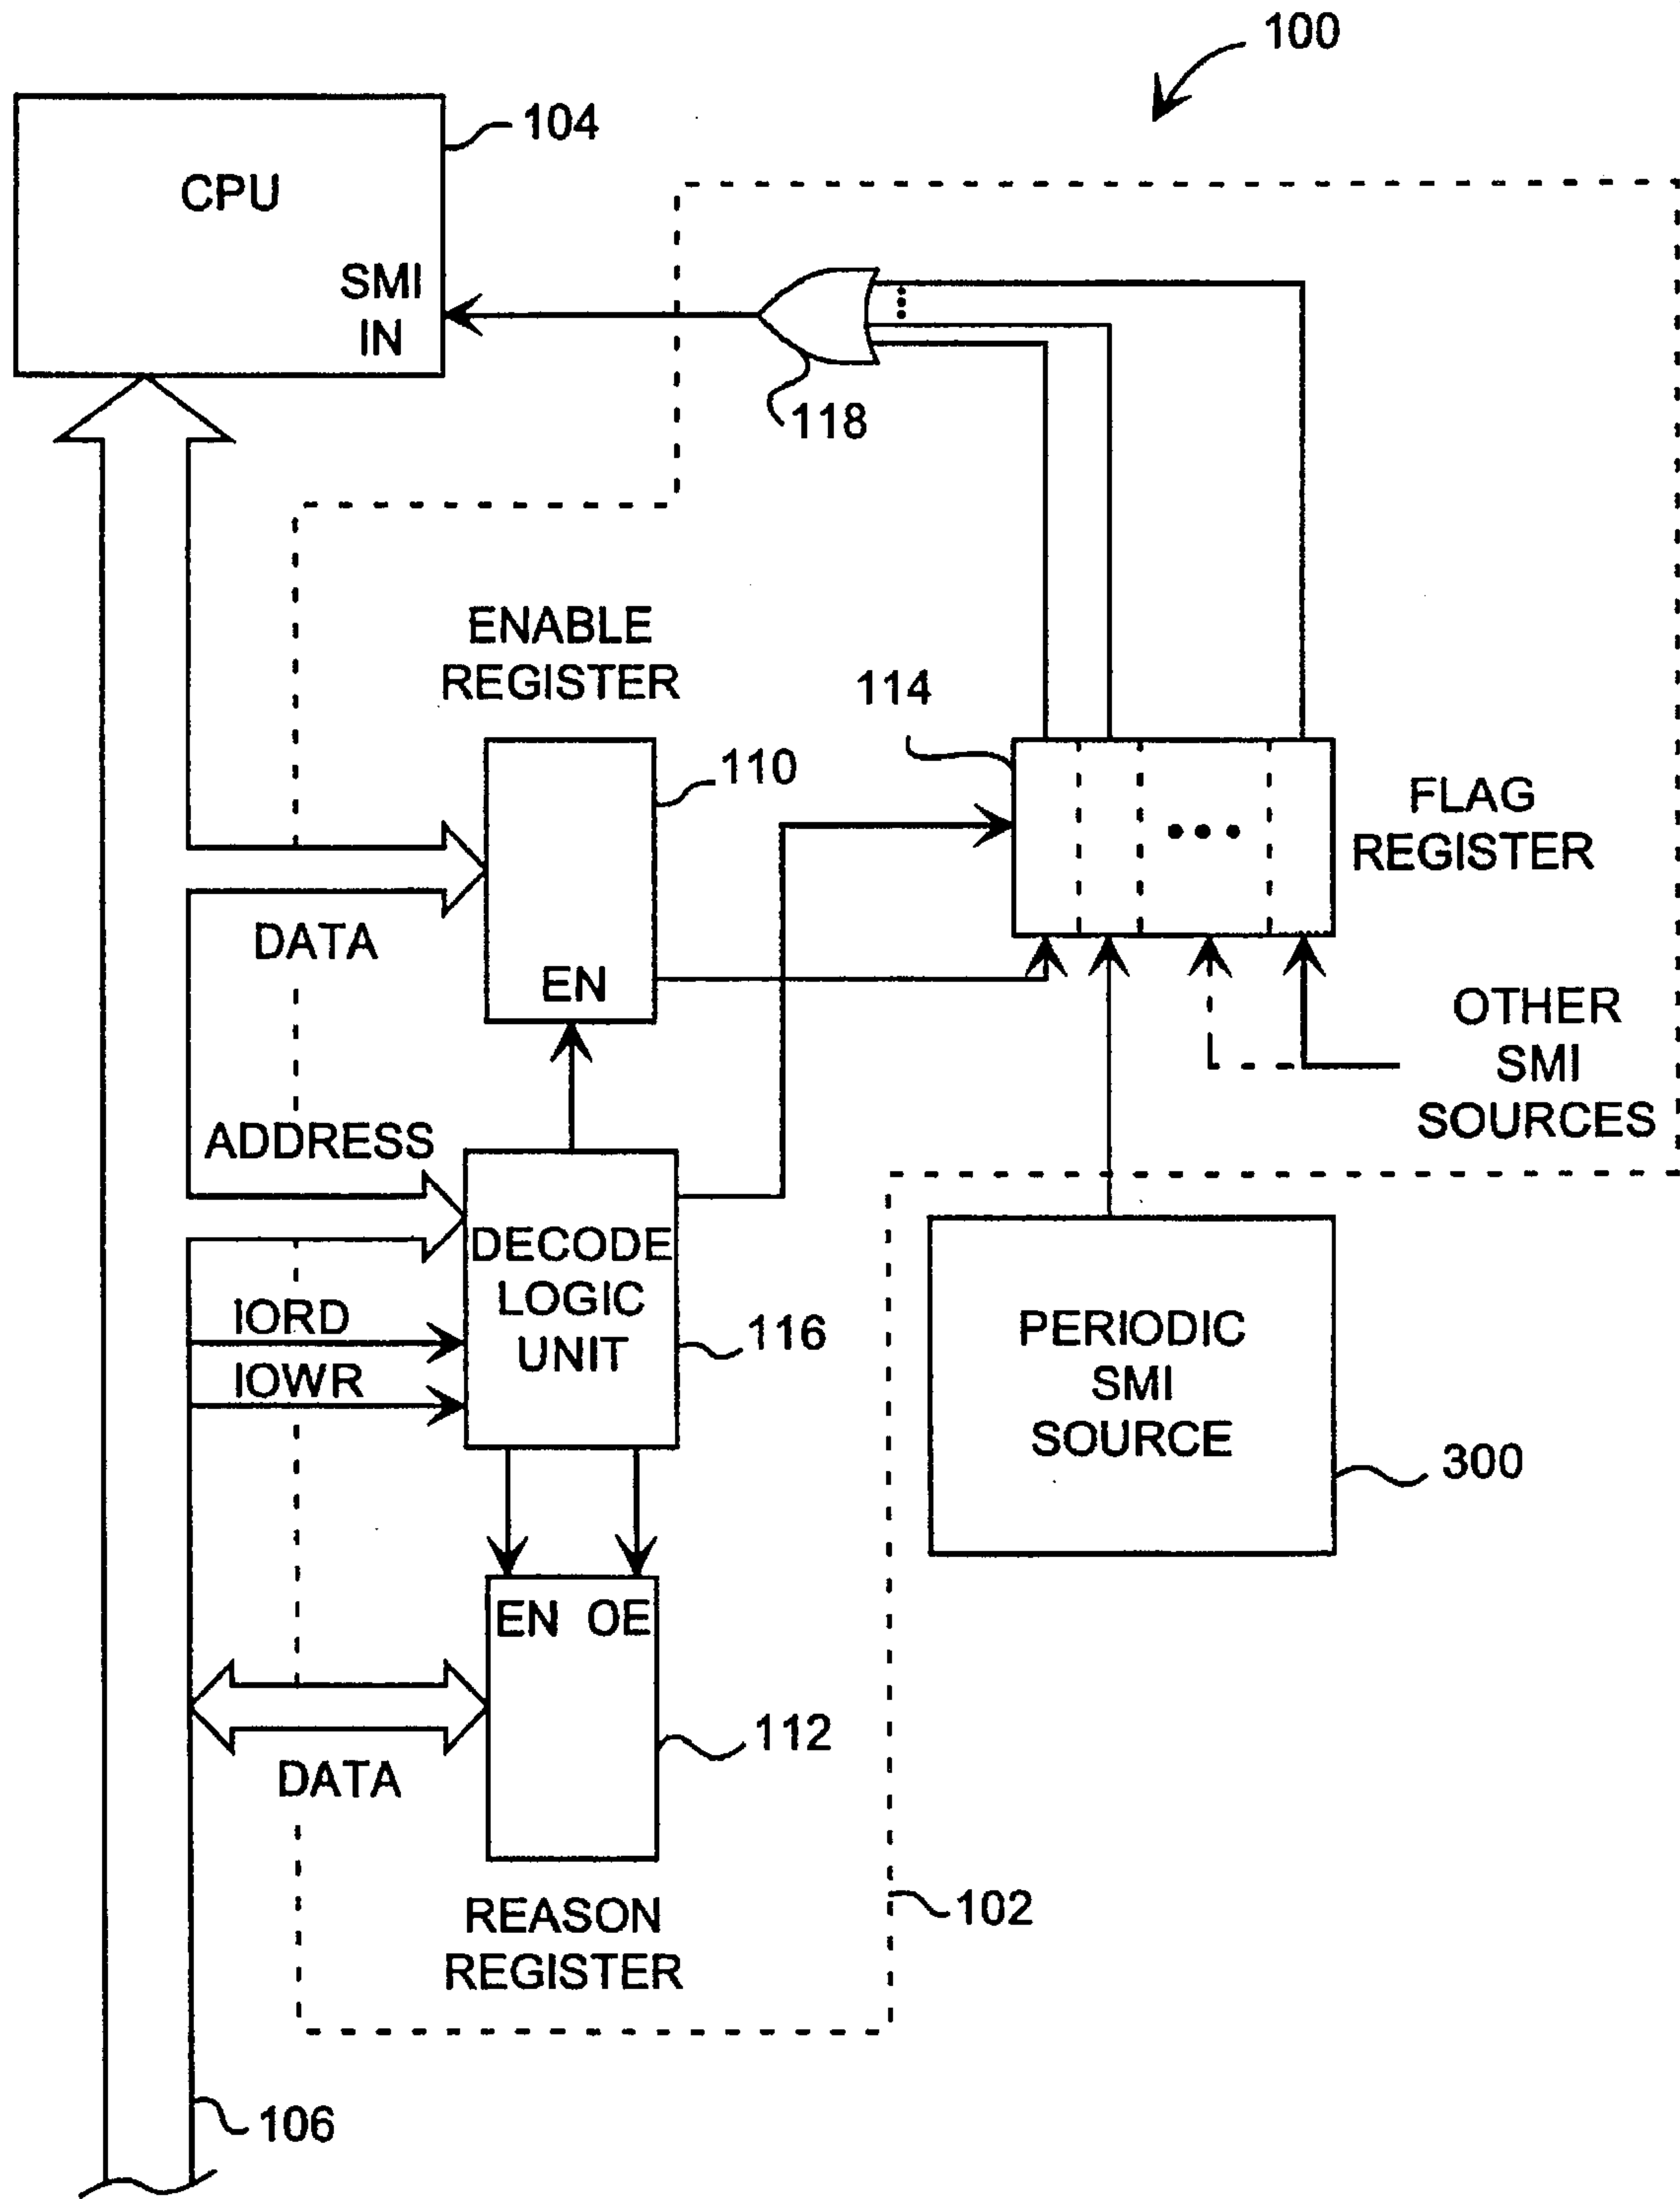 100
104
CPU
SMI
IN
118
ENABLE
REGISTER
114
110
FLAG
REGISTER
DATA
EN
OTHER
SMI
SOURCES
ADDRESS
DECODE
LOGIC
UNIT
IORD
IOWR
116
PERIODIC
SMI
SOURCE
300
EN OE
112
DATA
REASON
REGISTER
102
106